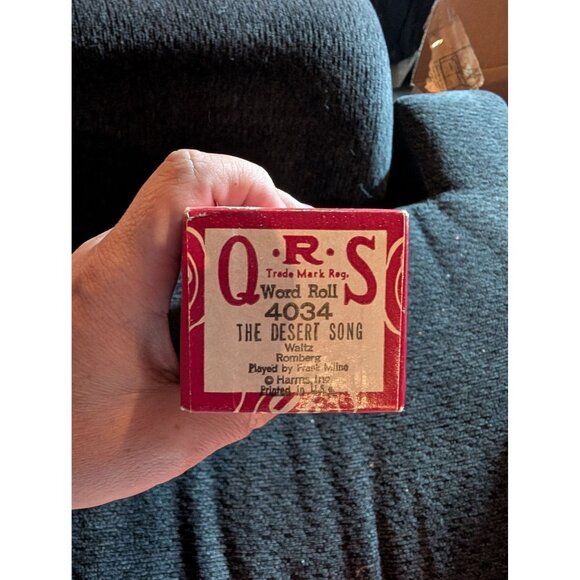 Q·R·S
Trade Mark Reg.
Word Roll
4034
THE DESERT SONG
Waltz
Romberg
Played by Frank Milne
© Harms, Inc.
Printed in U.S.A.